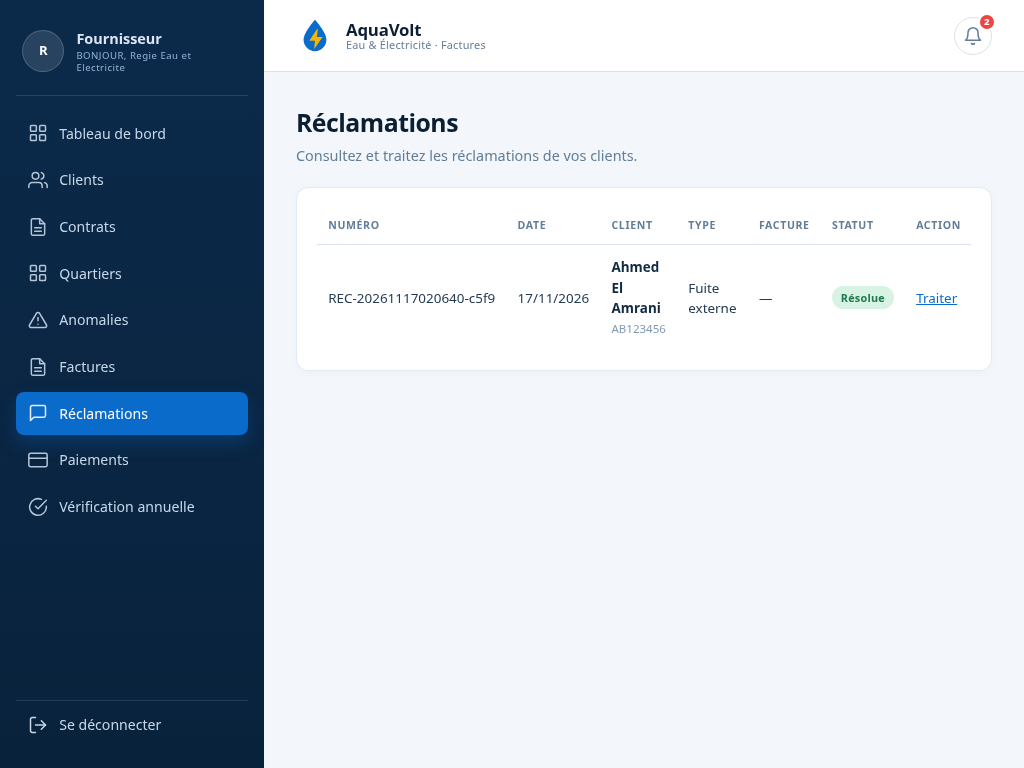 R
Fournisseur
BONJOUR, Regie Eau et
Electricite
Tableau de bord
Clients
Contrats
Quartiers
Anomalies
Factures
Réclamations
Paiements
Vérification annuelle
Se déconnecter
AquaVolt
Eau & Électricité · Factures
2
Réclamations
Consultez et traitez les réclamations de vos clients.
NUMÉRO DATE CLIENT TYPE FACTURE STATUT ACTION
REC-20261117020640-c5f9 17/11/2026 Ahmed El Amrani AB123456 Fuite externe — Résolue Traiter